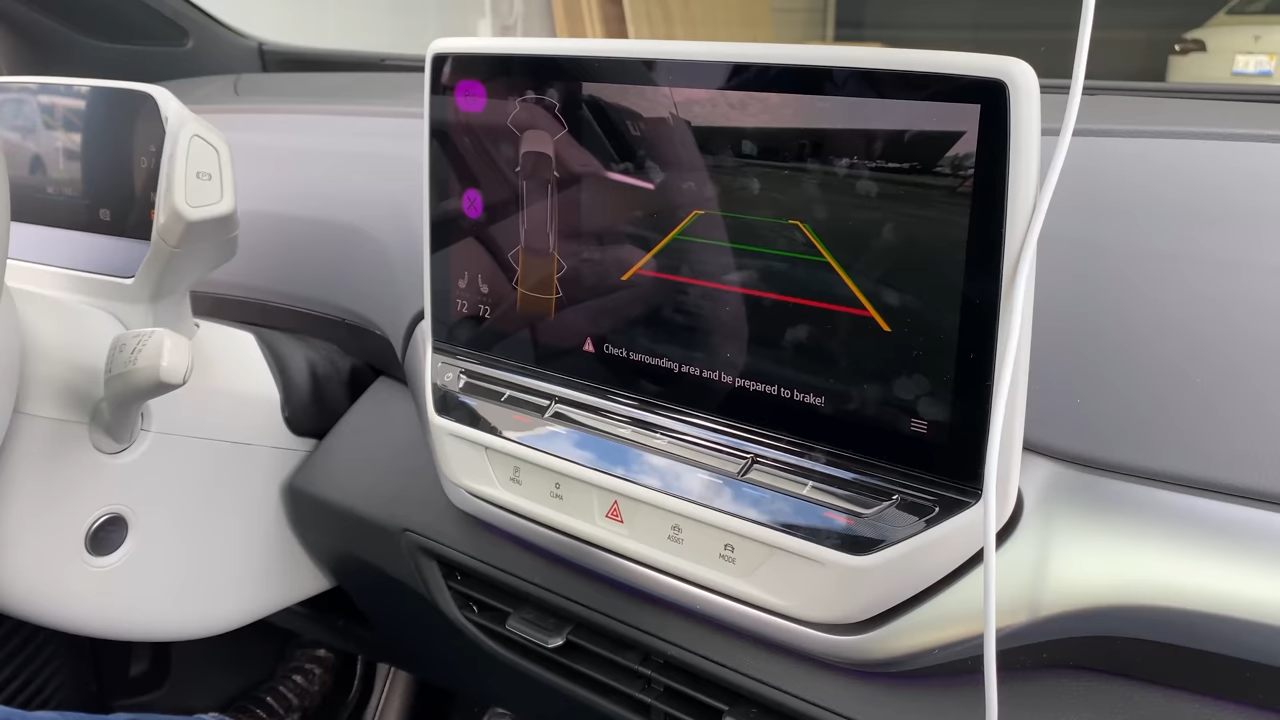 P
72 72
Check surrounding area and be prepared to brake!
P
MENU
CLIMA
ASSIST
MODE